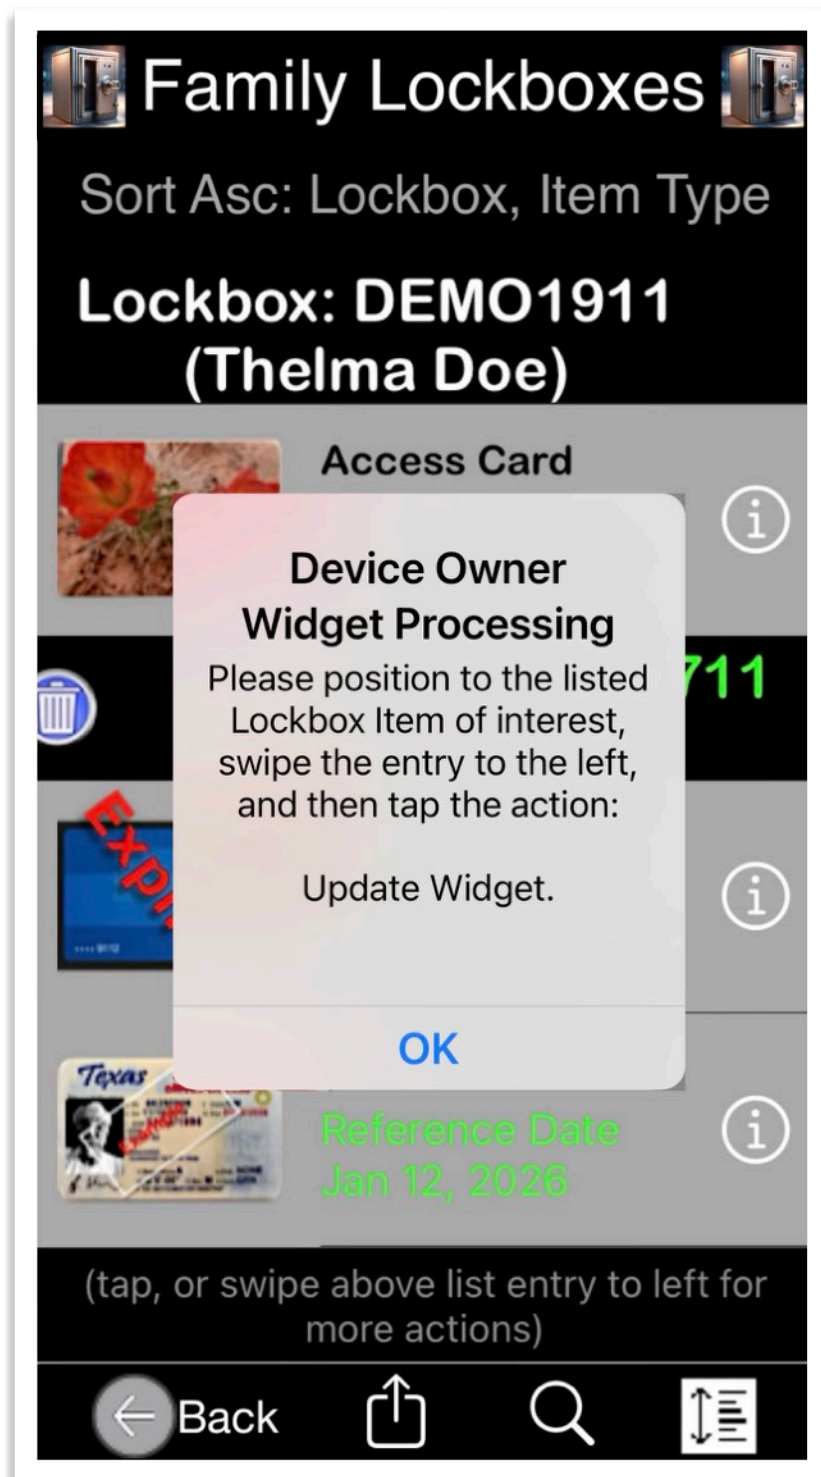 Family Lockboxes
Sort Asc: Lockbox, Item Type
Lockbox: DEMO1911
(Thelma Doe)
Access Card
Device Owner
Widget Processing
Please position to the listed
Lockbox Item of interest,
swipe the entry to the left,
and then tap the action:
Update Widget.
OK
711
Texas
Reference Date
Jan 12, 2026
(tap, or swipe above list entry to left for
more actions)
Back